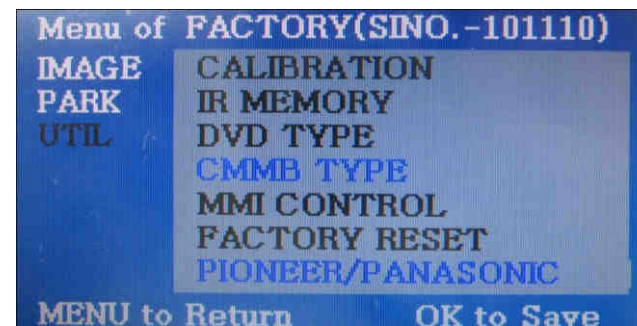 Menu of FACTORY(SINO.-101110)
IMAGE CALIBRATION
PARK IR MEMORY
UTIL DVD TYPE
CMMB TYPE
MMI CONTROL
FACTORY RESET
PIONEER/PANASONIC
MENU to Return OK to Save